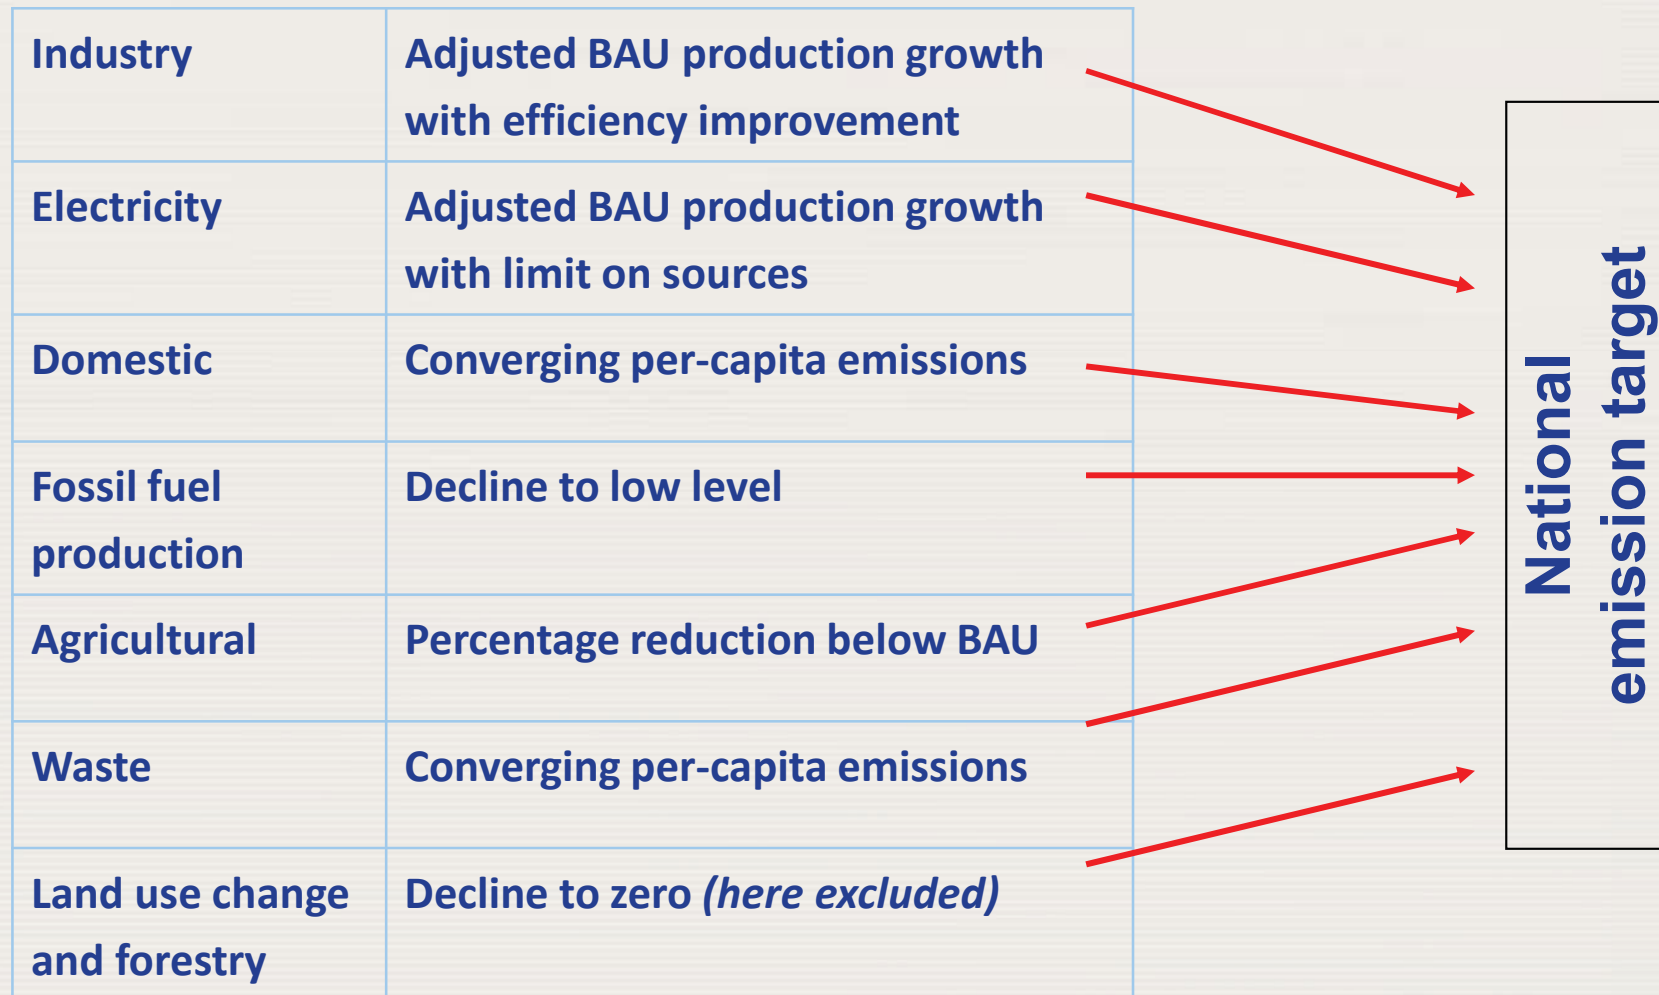 Industry
Adjusted BAU production growth
with efficiency improvement
Electricity
Adjusted BAU production growth
with limit on sources
Domestic
Converging per-capita emissions
Fossil fuel
production
Decline to low level
Agricultural
Percentage reduction below BAU
Waste
Converging per-capita emissions
Land use change
and forestry
Decline to zero (here excluded)
National
emission target